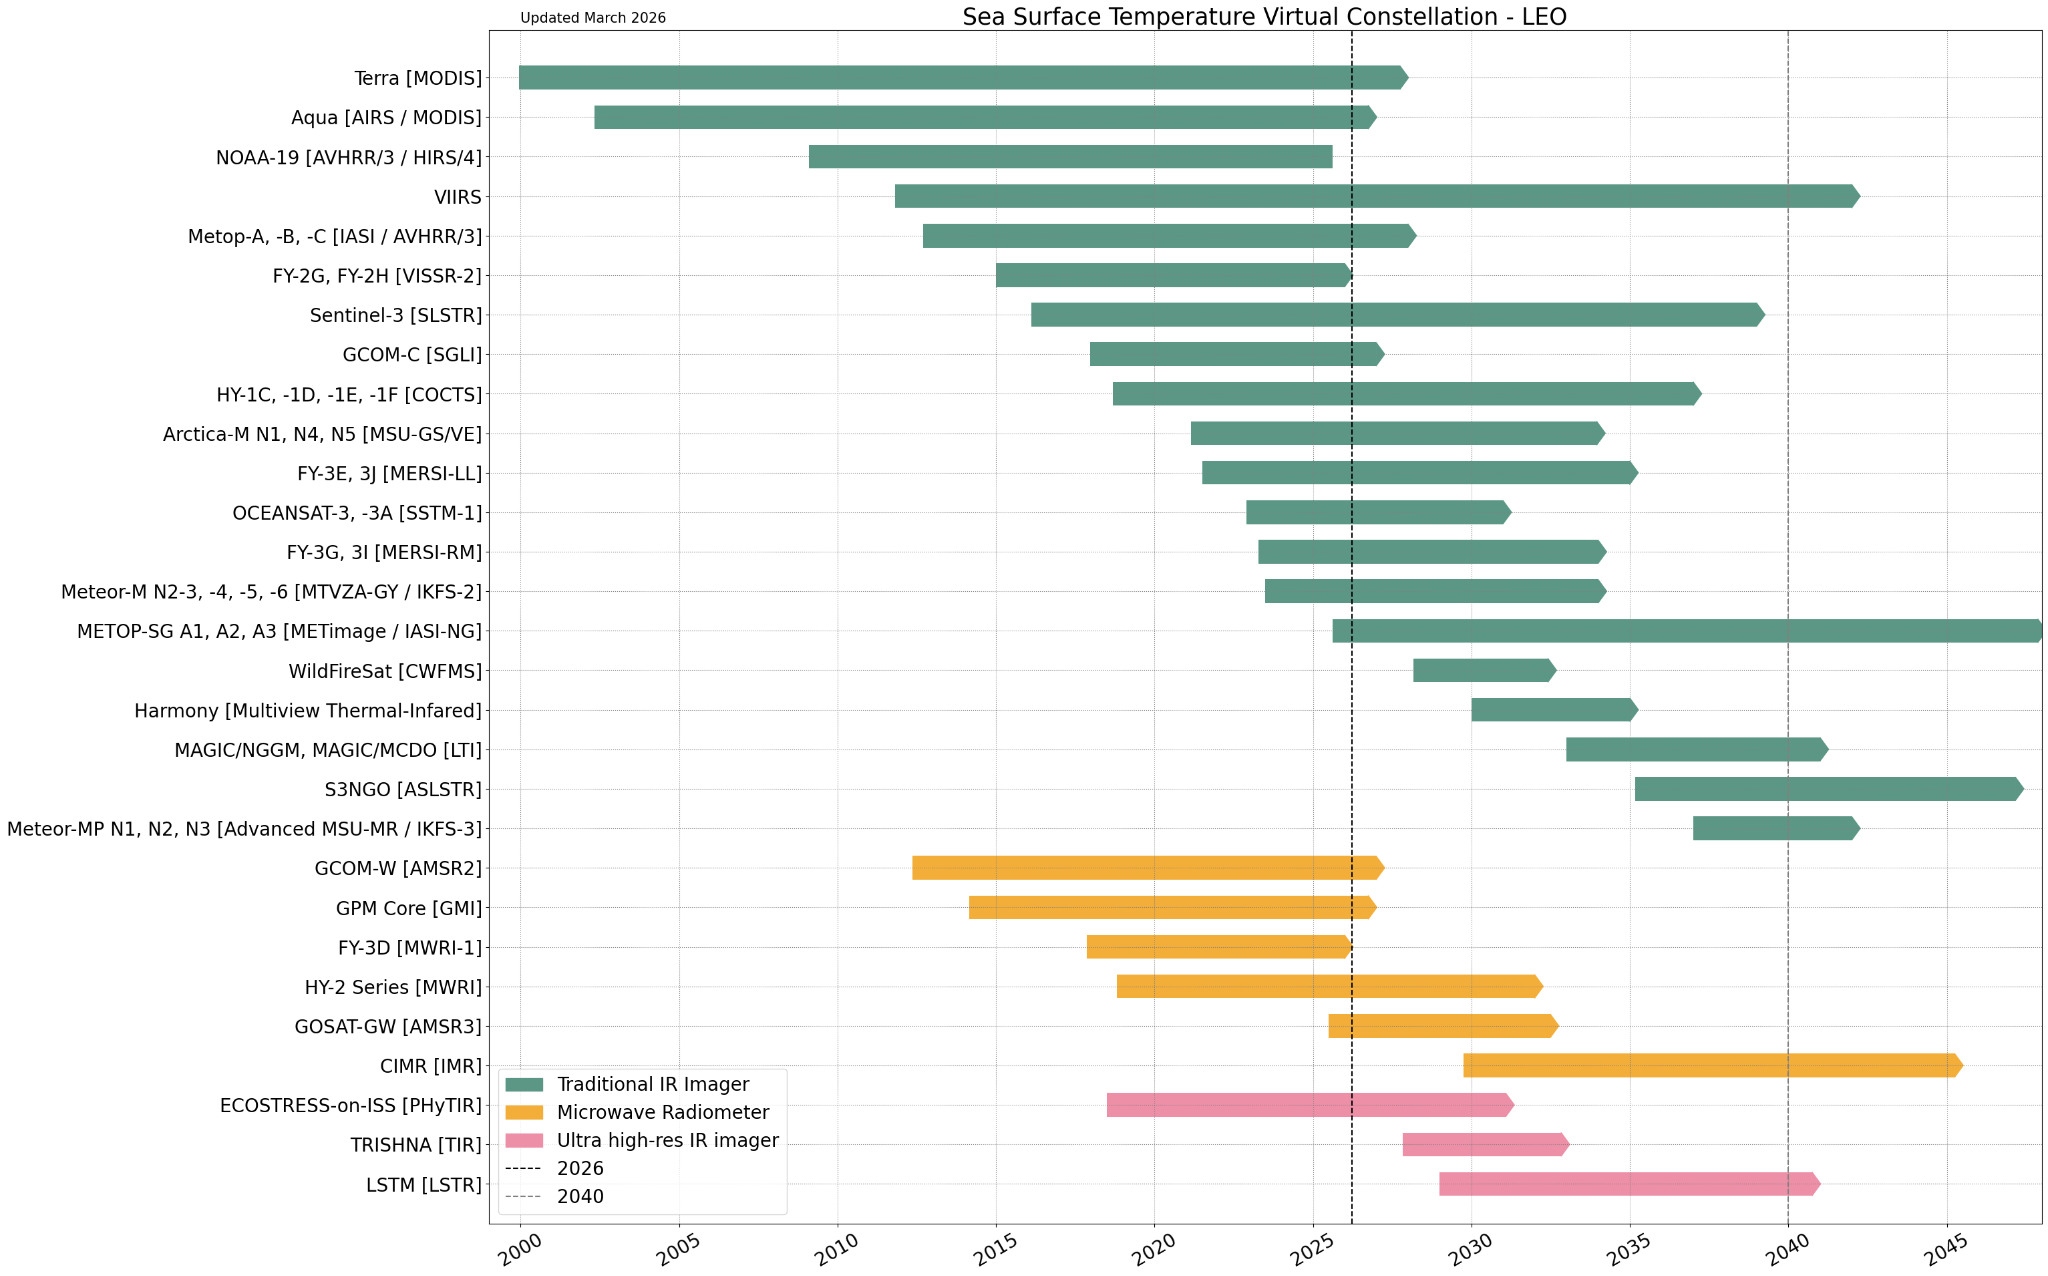 Updated March 2026
Sea Surface Temperature Virtual Constellation - LEO
Terra [MODIS]
Aqua [AIRS / MODIS]
NOAA-19 [AVHRR/3 / HIRS/4]
VIIRS
Metop-A, -B, -C [IASI / AVHRR/3]
FY-2G, FY-2H [VISSR-2]
Sentinel-3 [SLSTR]
GCOM-C [SGLI]
HY-1C, -1D, -1E, -1F [COCTS]
Arctica-M N1, N4, N5 [MSU-GS/VE]
FY-3E, 3J [MERSI-LL]
OCEANSAT-3, -3A [SSTM-1]
FY-3G, 3I [MERSI-RM]
Meteor-M N2-3, -4, -5, -6 [MTVZA-GY / IKFS-2]
METOP-SG A1, A2, A3 [METimage / IASI-NG]
WildFireSat [CWFMS]
Harmony [Multiview Thermal-Infared]
MAGIC/NGGM, MAGIC/MCDO [LTI]
S3NGO [ASLSTR]
Meteor-MP N1, N2, N3 [Advanced MSU-MR / IKFS-3]
GCOM-W [AMSR2]
GPM Core [GMI]
FY-3D [MWRI-1]
HY-2 Series [MWRI]
GOSAT-GW [AMSR3]
CIMR [IMR]
ECOSTRESS-on-ISS [PHyTIR]
TRISHNA [TIR]
LSTM [LSTR]
Traditional IR Imager
Microwave Radiometer
Ultra high-res IR imager
2026
2040
2000
2005
2010
2015
2020
2025
2030
2035
2040
2045